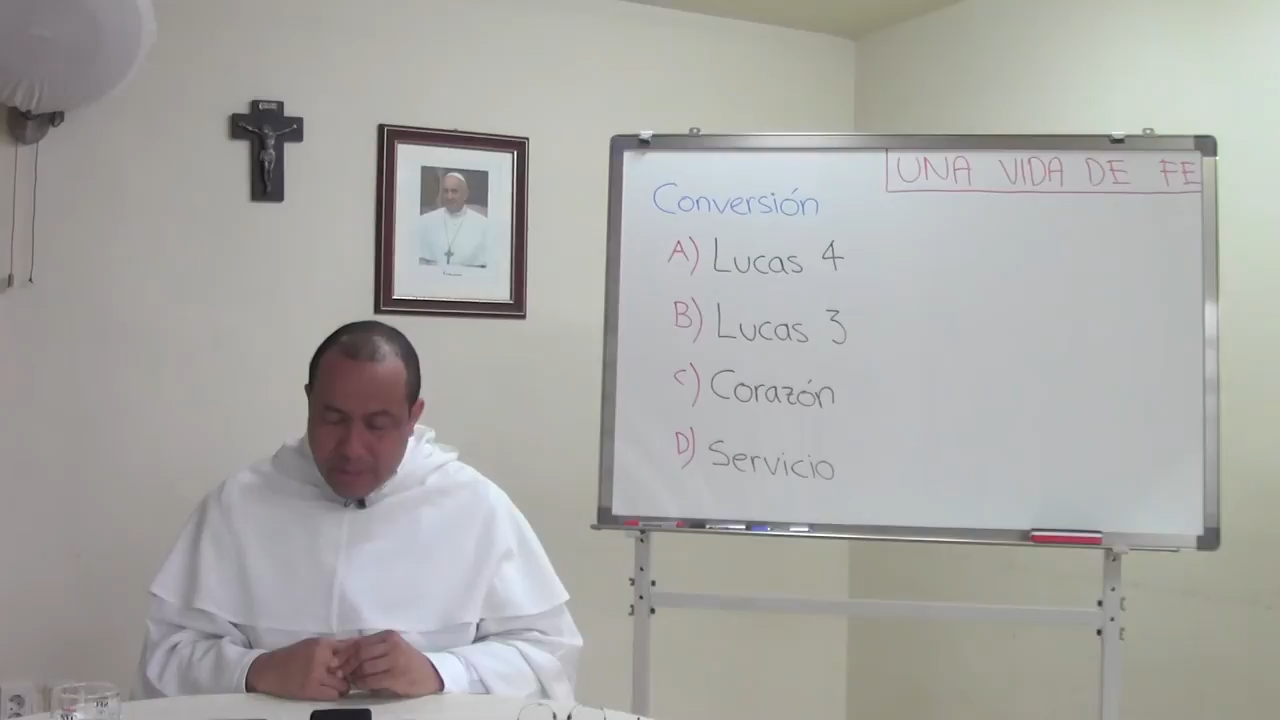 UNA VIDA DE FE
Conversión
A) Lucas 4
B) Lucas 3
C) Corazón
D) Servicio